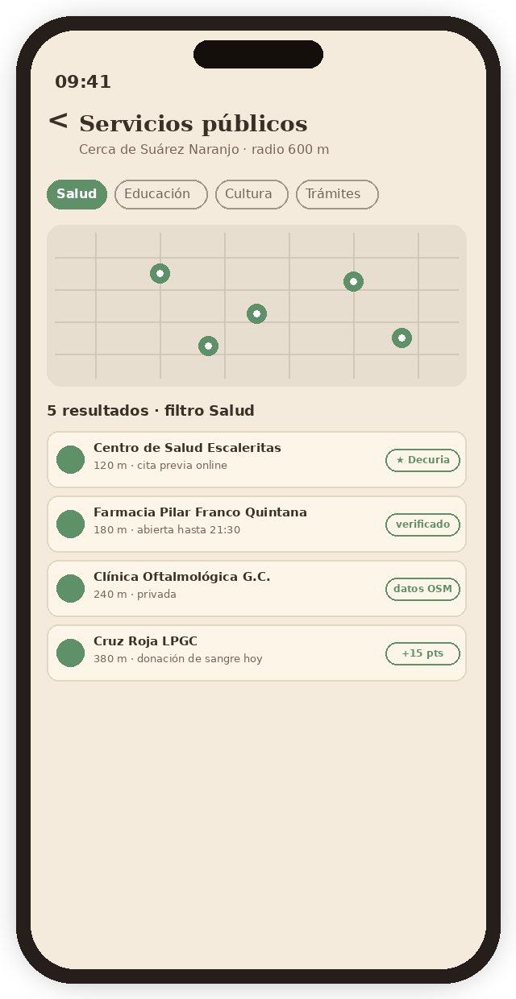 09:41
< Servicios públicos
Cerca de Suárez Naranjo · radio 600 m
Salud Educación Cultura Trámites
5 resultados · filtro Salud
Centro de Salud Escaleritas
120 m · cita previa online
★ Decuria
Farmacia Pilar Franco Quintana
180 m · abierta hasta 21:30
verificado
Clínica Oftalmológica G.C.
240 m · privada
datos OSM
Cruz Roja LPGC
380 m · donación de sangre hoy
+15 pts